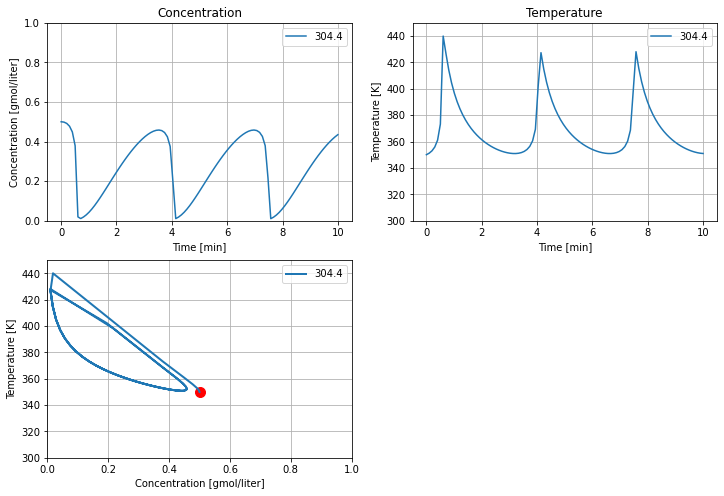 Concentration
Concentration [gmol/liter]
1.0
0.8
0.6
0.4
0.2
0.0
304.4
0 2 4 6 8 10
Time [min]
Temperature
Temperature [K]
440
420
400
380
360
340
320
300
304.4
0 2 4 6 8 10
Time [min]
Temperature [K]
440
420
400
380
360
340
320
300
304.4
0.0 0.2 0.4 0.6 0.8 1.0
Concentration [gmol/liter]